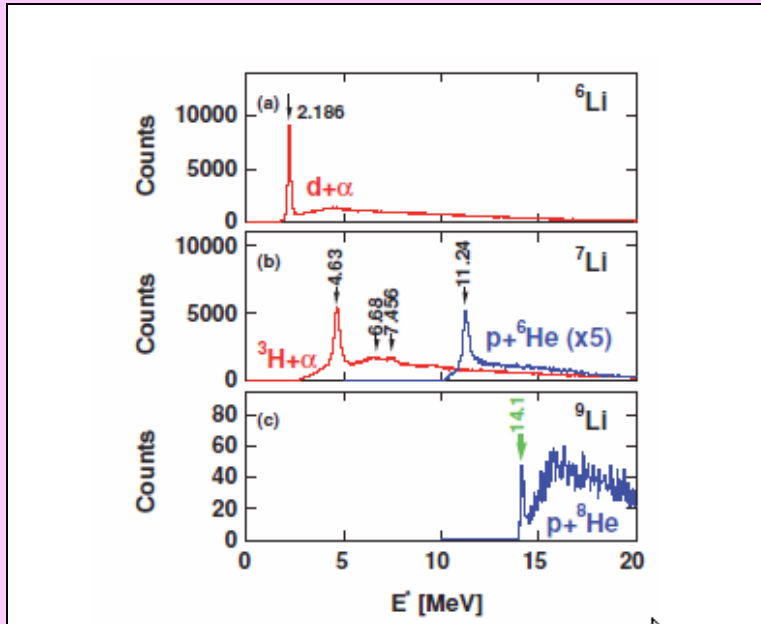 (a)
⁶Li
2.186
d+α
Counts
10000
5000
0
(b)
⁷Li
4.63
6.68
7.456
11.24
³H+α
p+⁶He (x5)
Counts
10000
5000
0
(c)
⁹Li
14.1
p+⁸He
Counts
80
60
40
20
0
0 5 10 15 20
E* [MeV]